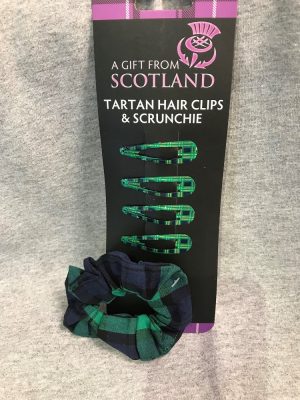 A GIFT FROM
SCOTLAND
TARTAN HAIR CLIPS
& SCRUNCHIE